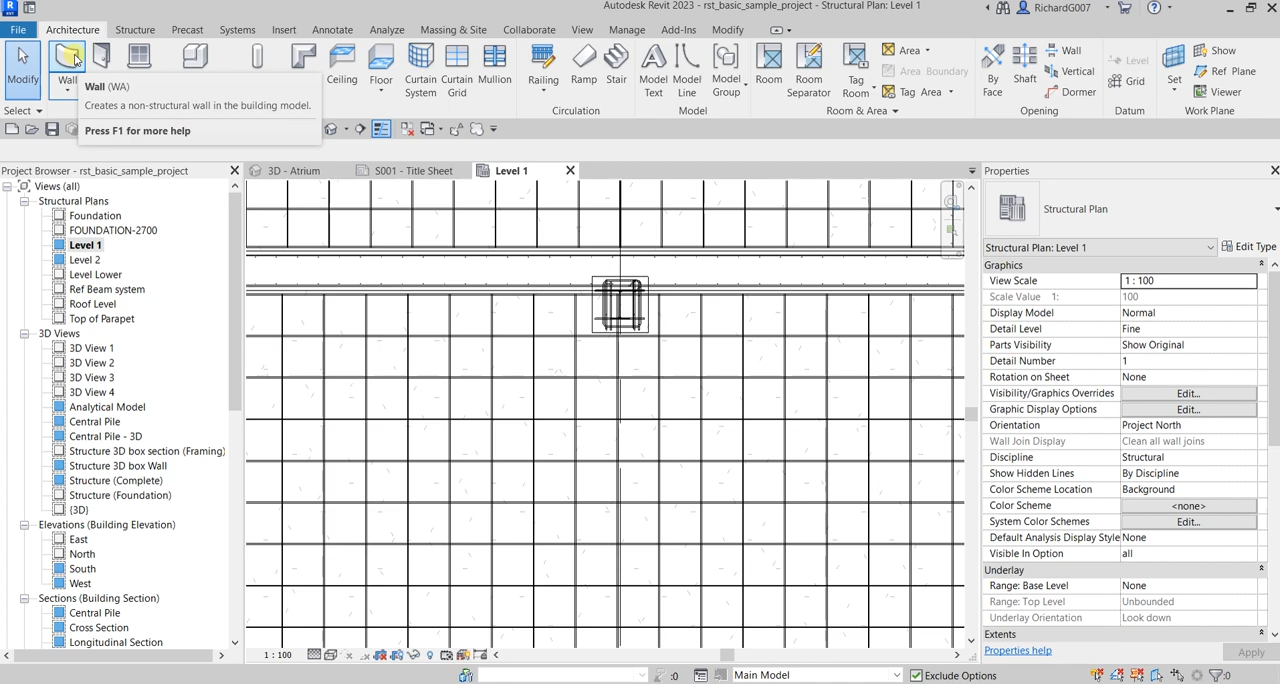 Autodesk Revit 2023 - rst_basic_sample_project - Structural Plan: Level 1
RichardG007
File Architecture Structure Precast Systems Insert Annotate Analyze Massing & Site Collaborate View Manage Add-Ins Modify
Modify
Wall
Ceiling
Floor
Curtain System
Curtain Grid
Mullion
Railing
Ramp
Stair
Model Text
Model Line
Model Group
Room
Room Separator
Tag Room
Area
Area Boundary
Tag Area
By Face
Shaft
Wall
Vertical
Dormer
Level
Grid
Set
Show
Ref Plane
Viewer
Select
Circulation
Model
Room & Area
Opening
Datum
Work Plane
Wall (WA)
Creates a non-structural wall in the building model.
Press F1 for more help
Project Browser - rst_basic_sample_project
Views (all)
Structural Plans
Foundation
FOUNDATION-2700
Level 1
Level 2
Level Lower
Ref Beam system
Roof Level
Top of Parapet
3D Views
3D View 1
3D View 2
3D View 3
3D View 4
Analytical Model
Central Pile
Central Pile - 3D
Structure 3D box section (Framing)
Structure 3D box Wall
Structure (Complete)
Structure (Foundation)
{3D}
Elevations (Building Elevation)
East
North
South
West
Sections (Building Section)
Central Pile
Cross Section
Longitudinal Section
3D - Atrium
S001 - Title Sheet
Level 1
1 : 100
Properties
Structural Plan
Structural Plan: Level 1
Edit Type
Graphics
View Scale 1 : 100
Scale Value 1: 100
Display Model Normal
Detail Level Fine
Parts Visibility Show Original
Detail Number 1
Rotation on Sheet None
Visibility/Graphics Overrides Edit...
Graphic Display Options Edit...
Orientation Project North
Wall Join Display Clean all wall joins
Discipline Structural
Show Hidden Lines By Discipline
Color Scheme Location Background
Color Scheme <none>
System Color Schemes Edit...
Default Analysis Display Style None
Visible In Option all
Underlay
Range: Base Level None
Range: Top Level Unbounded
Underlay Orientation Look down
Extents
Properties help
Apply
:0
Main Model
Exclude Options
:0